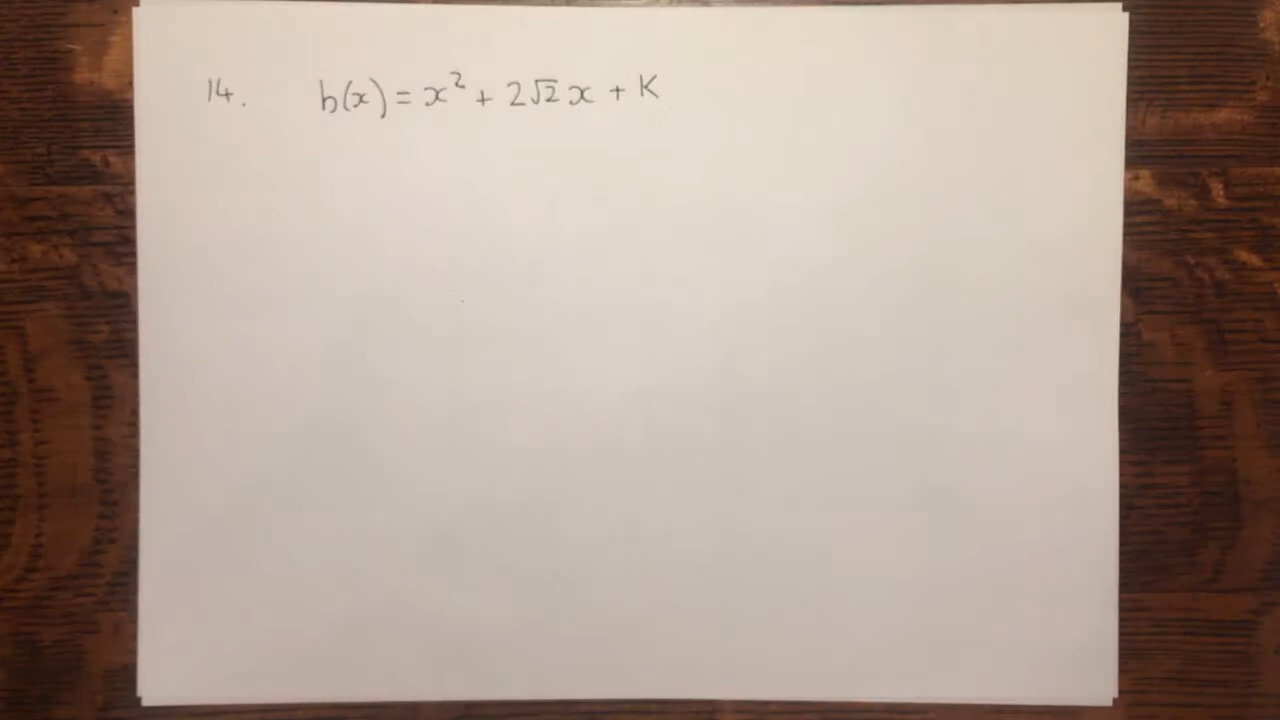 14. h(x) = x² + 2√2 x + K